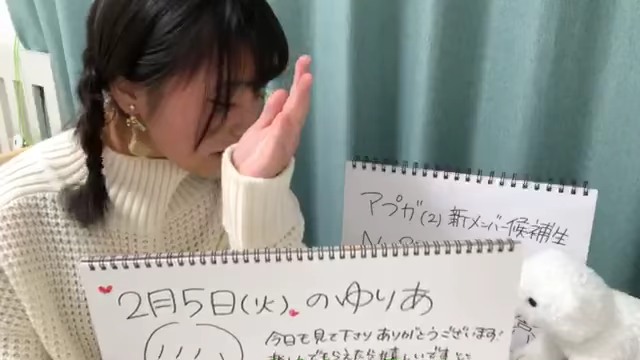 アプガ(2)新メンバー候補生
2月5日(火)のゆりあ
今日も見て下さりありがとうございます!